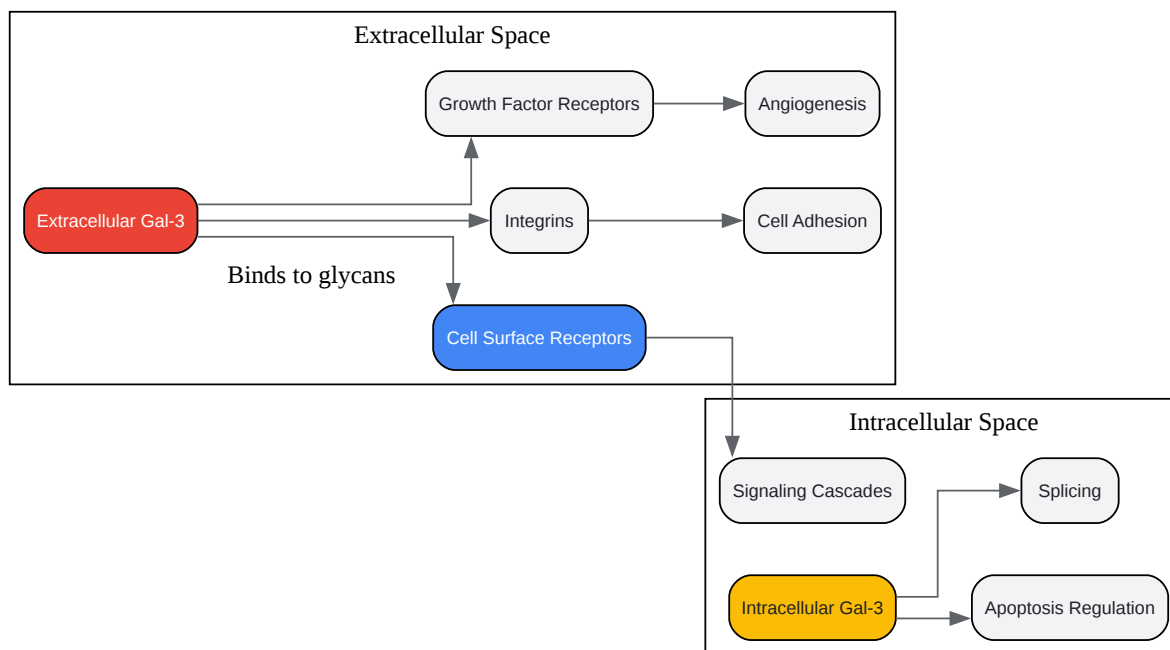 Extracellular Space
Growth Factor Receptors
Angiogenesis
Extracellular Gal-3
Integrins
Cell Adhesion
Binds to glycans
Cell Surface Receptors
Intracellular Space
Signaling Cascades
Splicing
Intracellular Gal-3
Apoptosis Regulation